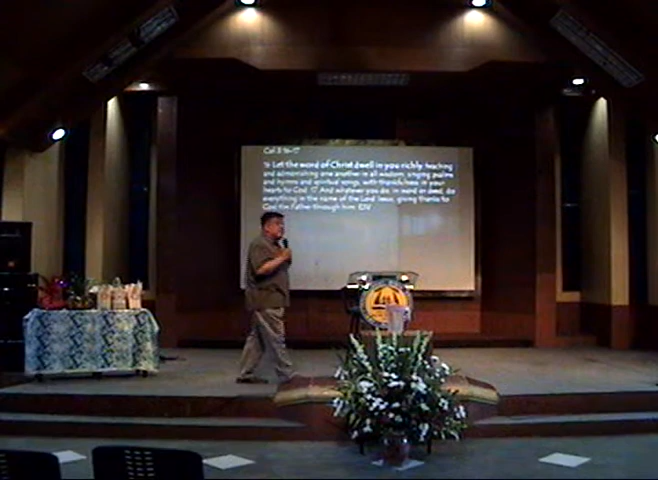 Col 3:16-17
16 Let the word of Christ dwell in you richly, teaching
and admonishing one another in all wisdom, singing psalms
and hymns and spiritual songs, with thankfulness in your
hearts to God. 17 And whatever you do, in word or deed, do
everything in the name of the Lord Jesus, giving thanks to
God the Father through him. ESV